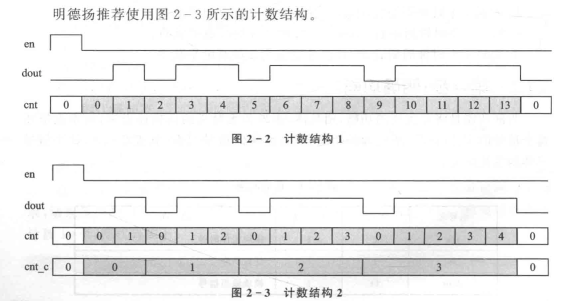 明德扬推荐使用图 2-3 所示的计数结构。
en
dout
cnt 0 0 1 2 3 4 5 6 7 8 9 10 11 12 13 0
图 2-2 计数结构 1
en
dout
cnt 0 0 1 0 1 2 0 1 2 3 0 1 2 3 4 0
cnt_c 0 0 1 2 3 0
图 2-3 计数结构 2